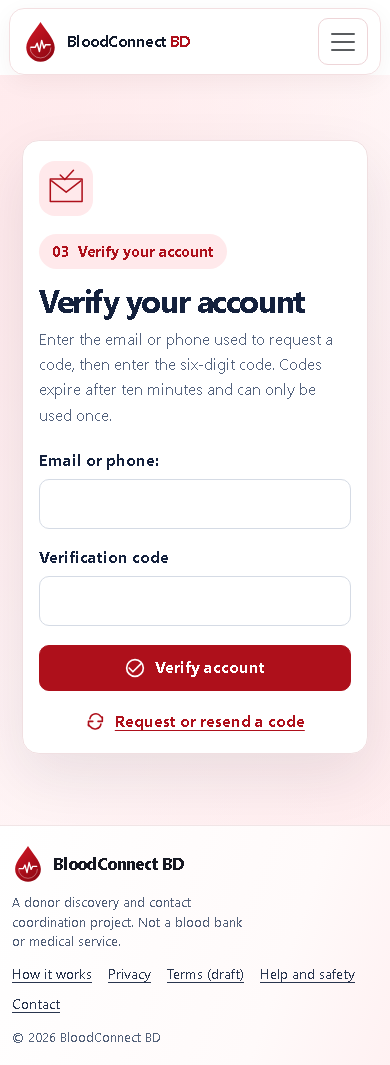 BloodConnect BD
03 Verify your account
Verify your account
Enter the email or phone used to request a
code, then enter the six-digit code. Codes
expire after ten minutes and can only be
used once.
Email or phone:
Verification code
Verify account
Request or resend a code
BloodConnect BD
A donor discovery and contact
coordination project. Not a blood bank
or medical service.
How it works Privacy Terms (draft) Help and safety
Contact
© 2026 BloodConnect BD